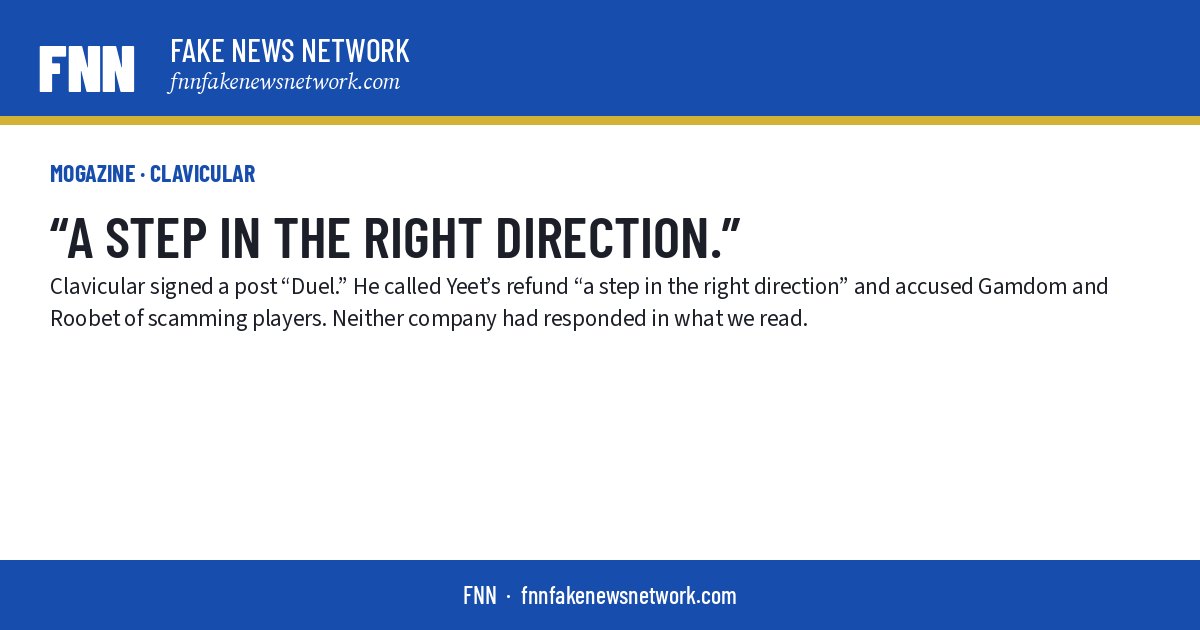 FNN
FAKE NEWS NETWORK
fnnfakenewsnetwork.com
MOGAZINE · CLAVICULAR
“A STEP IN THE RIGHT DIRECTION.”
Clavicular signed a post “Duel.” He called Yeet’s refund “a step in the right direction” and accused Gamdom and
Roobet of scamming players. Neither company had responded in what we read.
FNN · fnnfakenewsnetwork.com